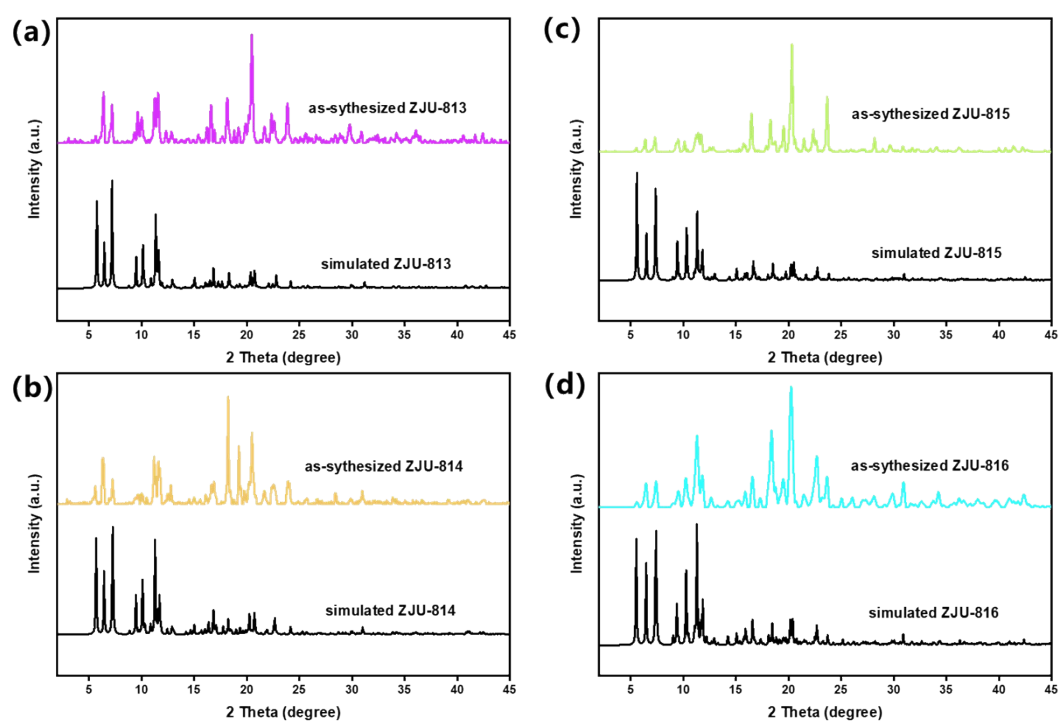 (a)
Intensity (a.u.)
as-sythesized ZJU-813
simulated ZJU-813
5 10 15 20 25 30 35 40 45
2 Theta (degree)
(c)
Intensity (a.u.)
as-sythesized ZJU-815
simulated ZJU-815
5 10 15 20 25 30 35 40 45
2 Theta (degree)
(b)
Intensity (a.u.)
as-sythesized ZJU-814
simulated ZJU-814
5 10 15 20 25 30 35 40 45
2 Theta (degree)
(d)
Intensity (a.u.)
as-sythesized ZJU-816
simulated ZJU-816
5 10 15 20 25 30 35 40 45
2 Theta (degree)